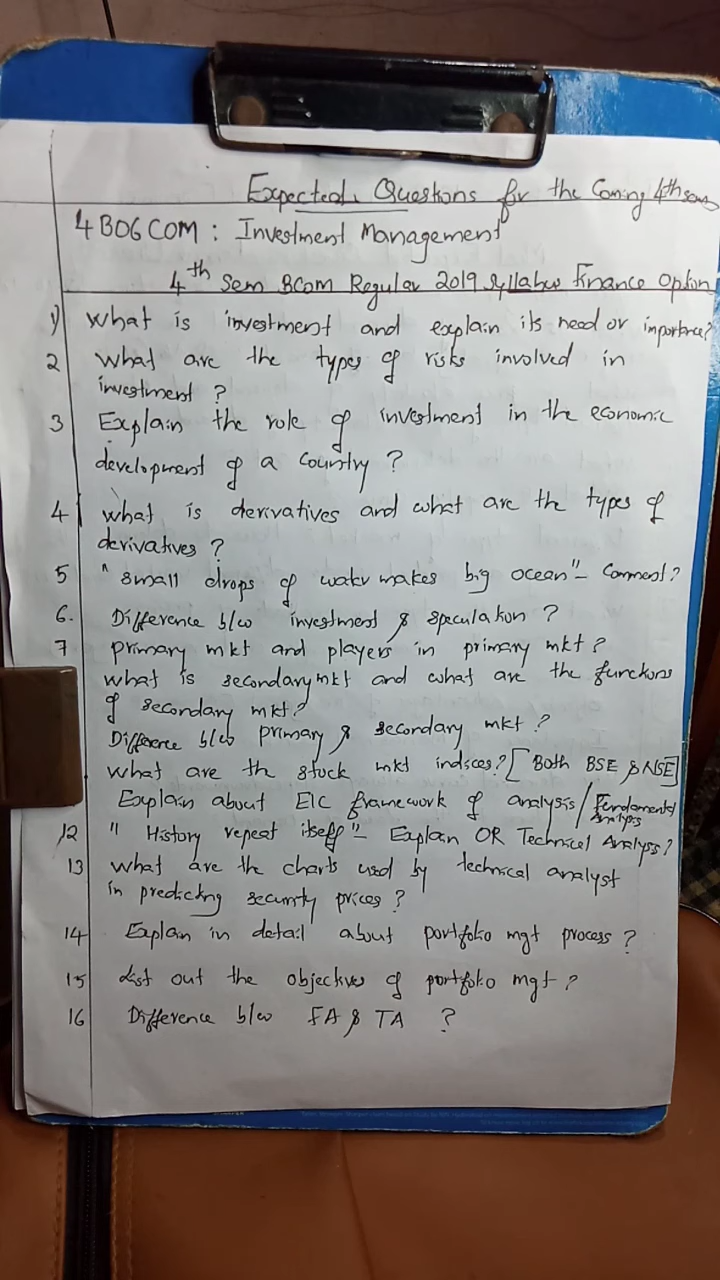 Expected Questions for the Coming 4th sem
4 BOG COM : Investment Management
4th Sem BCom Regular 2019 Syllabus Finance Option
1) What is investment and explain its need or importance?
2 What are the types of risks involved in
investment ?
3 Explain the role of investment in the economic
development of a country ?
4 What is derivatives and what are the types of
derivatives ?
5 "small drops of water makes big ocean" - Comment?
6. Difference b/w investment & speculation ?
7 primary mkt and players in primary mkt ?
what is secondary mkt and what are the functions
of secondary mkt?
Difference b/w primary & secondary mkt ?
What are the stock mkt indices? [Both BSE & NSE]
Explain about EIC framework of analysis / Fundamental Analysis
12 "History repeat itself" - Explain OR Technical Analysis?
13 What are the charts used by technical analyst
in predicting security prices ?
14 Explain in detail about portfolio mgt process ?
15 List out the objectives of portfolio mgt ?
16 Difference b/w FA & TA ?